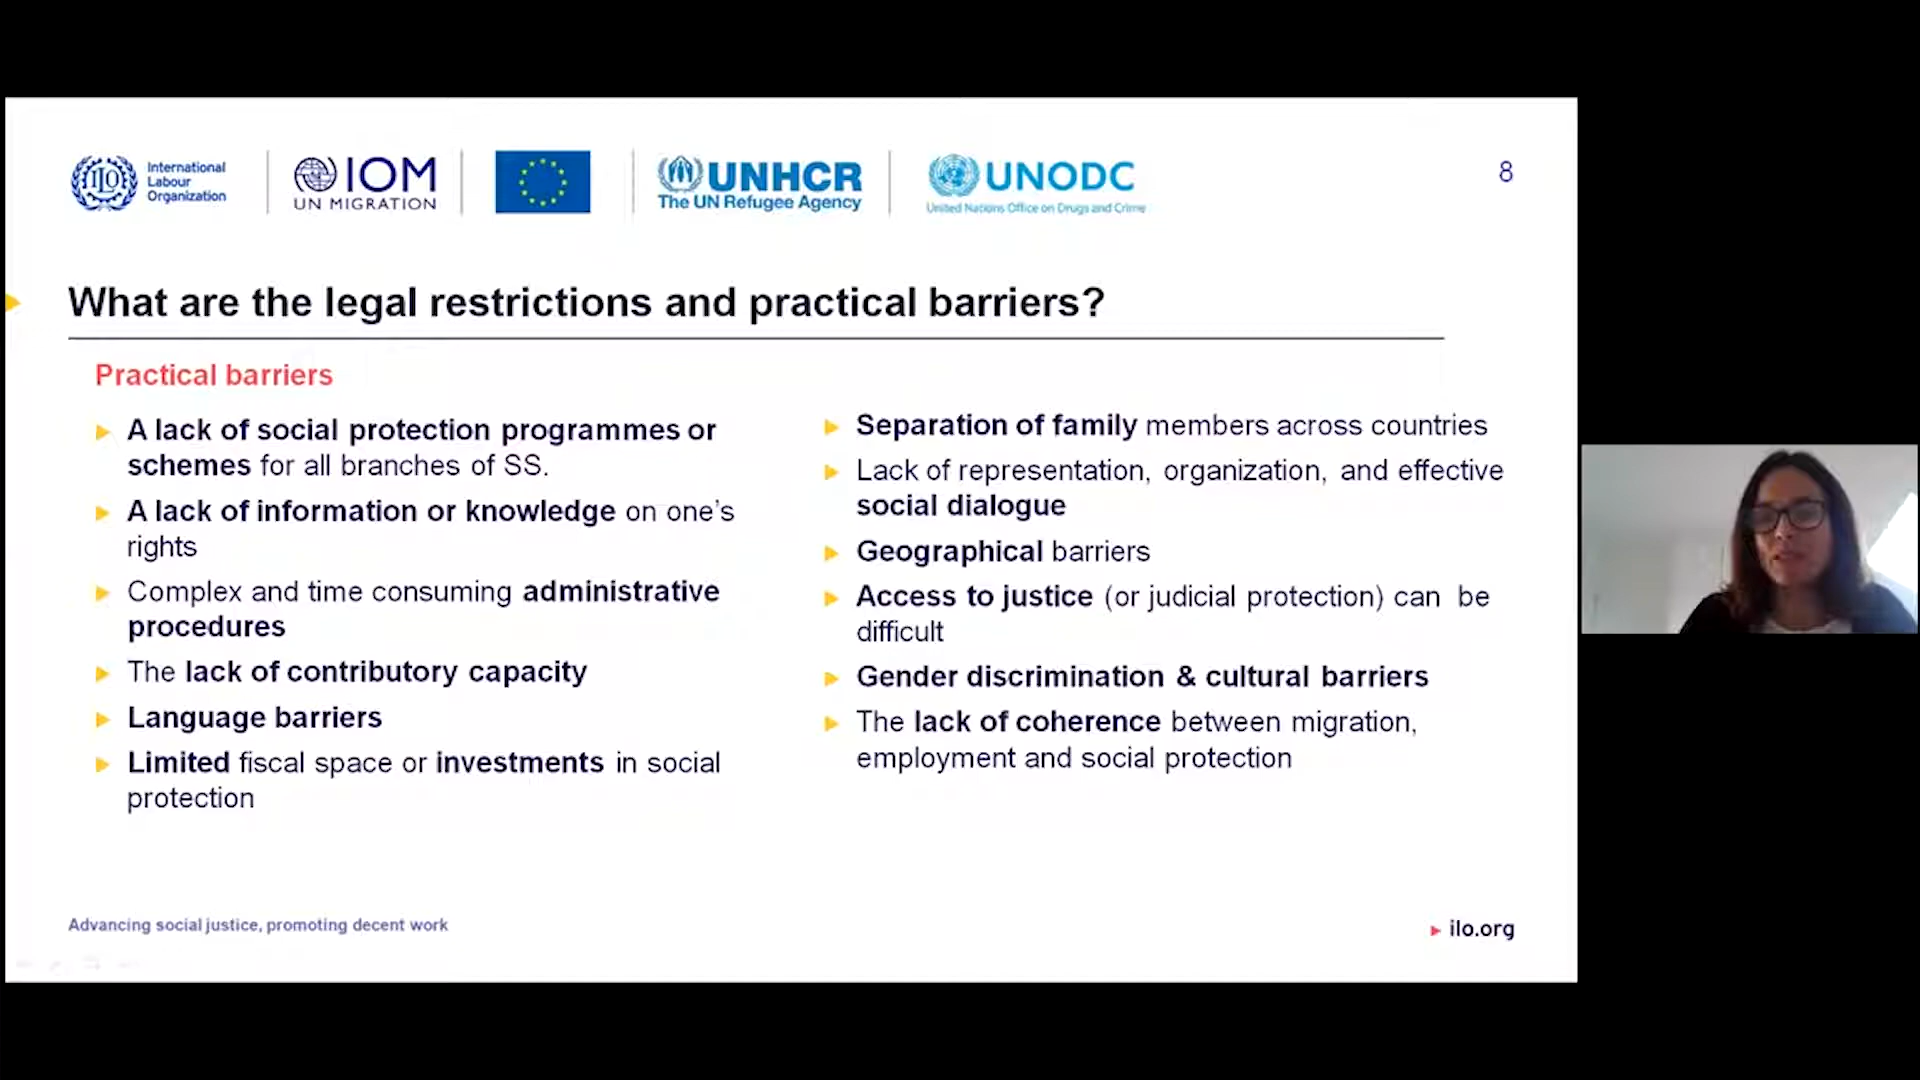 International
Labour
Organization
IOM
UN MIGRATION
UNHCR
The UN Refugee Agency
UNODC
United Nations Office on Drugs and Crime
8
What are the legal restrictions and practical barriers?
Practical barriers
A lack of social protection programmes or
schemes for all branches of SS.
A lack of information or knowledge on one's
rights
Complex and time consuming administrative
procedures
The lack of contributory capacity
Language barriers
Limited fiscal space or investments in social
protection
Separation of family members across countries
Lack of representation, organization, and effective
social dialogue
Geographical barriers
Access to justice (or judicial protection) can be
difficult
Gender discrimination & cultural barriers
The lack of coherence between migration,
employment and social protection
Advancing social justice, promoting decent work
ilo.org